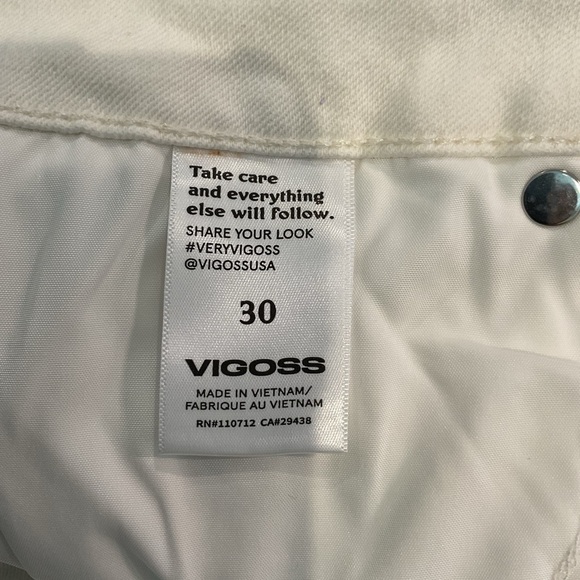 Take care
and everything
else will follow.
SHARE YOUR LOOK
#VERYVIGOSS
@VIGOSSUSA
30
VIGOSS
MADE IN VIETNAM/
FABRIQUE AU VIETNAM
RN#110712 CA#29438